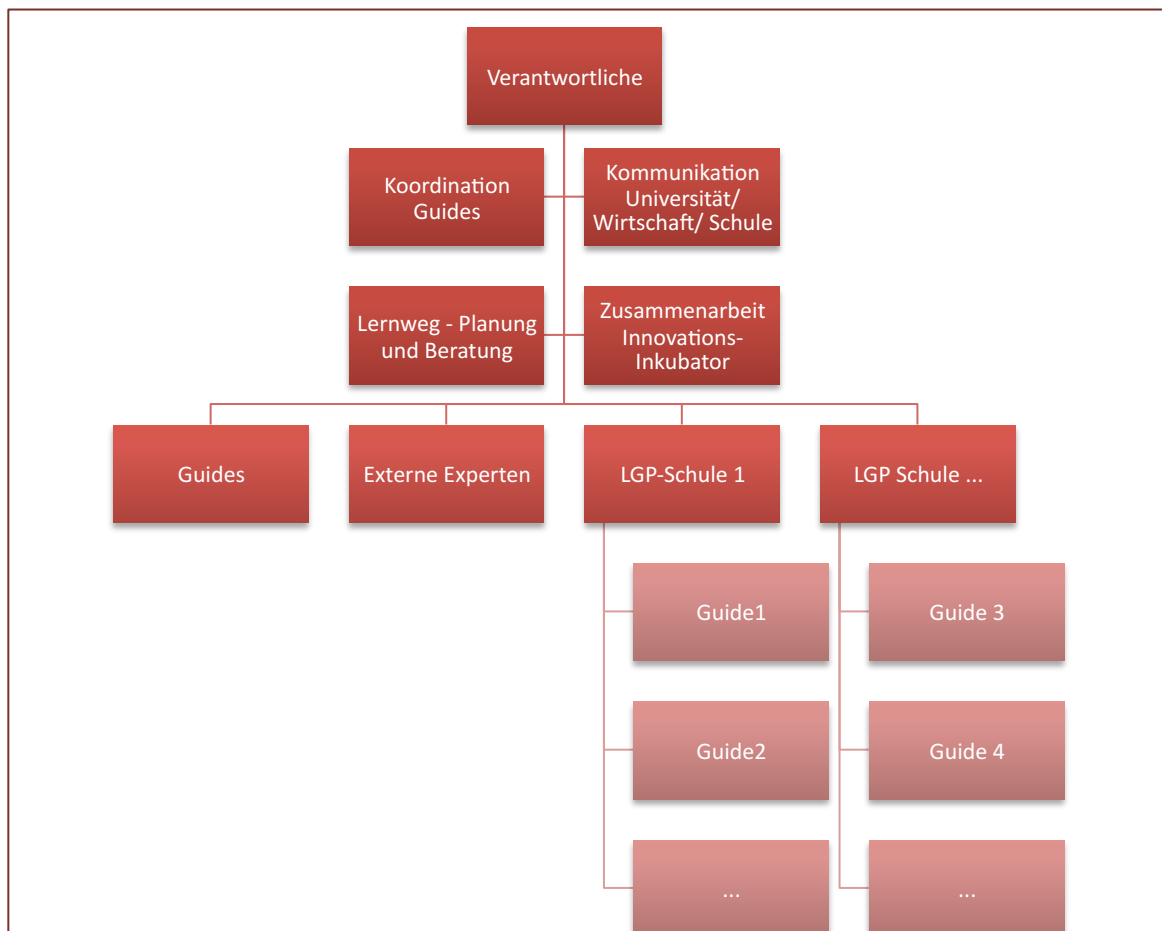 Verantwortliche
Koordination
Guides
Kommunikation
Universität/
Wirtschaft/ Schule
Lernweg - Planung
und Beratung
Zusammenarbeit
Innovations-
Inkubator
Guides
Externe Experten
LGP-Schule 1
LGP Schule ...
Guide1
Guide 3
Guide2
Guide 4
...
...